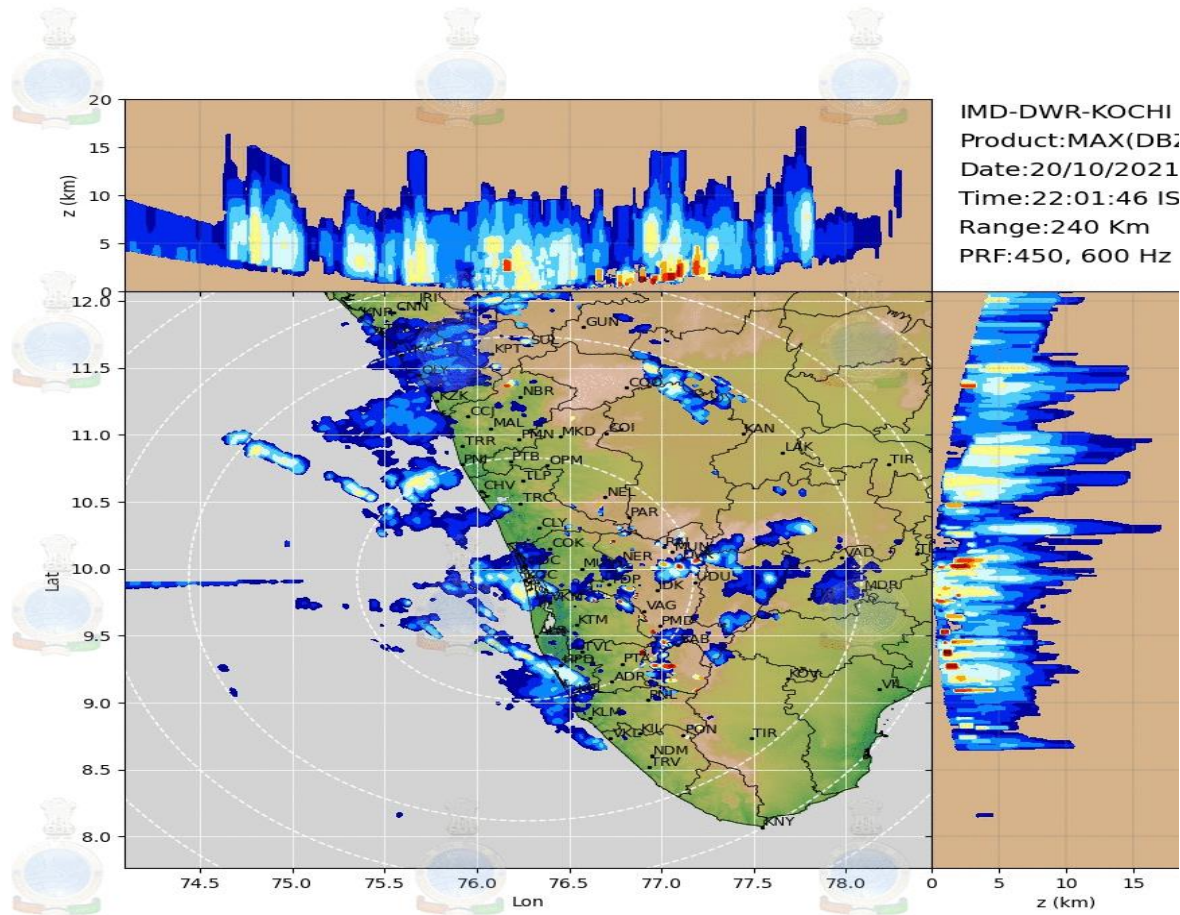 20
15
10
5
0
z (km)
IMD-DWR-KOCHI
Product:MAX(DBZ
Date:20/10/2021
Time:22:01:46 IS
Range:240 Km
PRF:450, 600 Hz
12.0
11.5
11.0
10.5
10.0
9.5
9.0
8.5
8.0
Lat
IRI
KNR CNN
GUN
SUL
KPT
COO
NBR
KZK
CCJ
MAL
PMN MKD COI
KAN
TRR
LAK
PNI PTB OPM
TIR
TLP
CHV
TRC
NEL
PAR
CLY
COK
MUN
NER
VAD
UDU
TDP IDK
MDR
VAG
KTM
PMD
TVL
PTA
ADR
KOV
PNL
VIL
KLM
VKL KIL PON TIR
NDM
TRV
KNY
74.5 75.0 75.5 76.0 76.5 77.0 77.5 78.0
Lon
0 5 10 15
z (km)